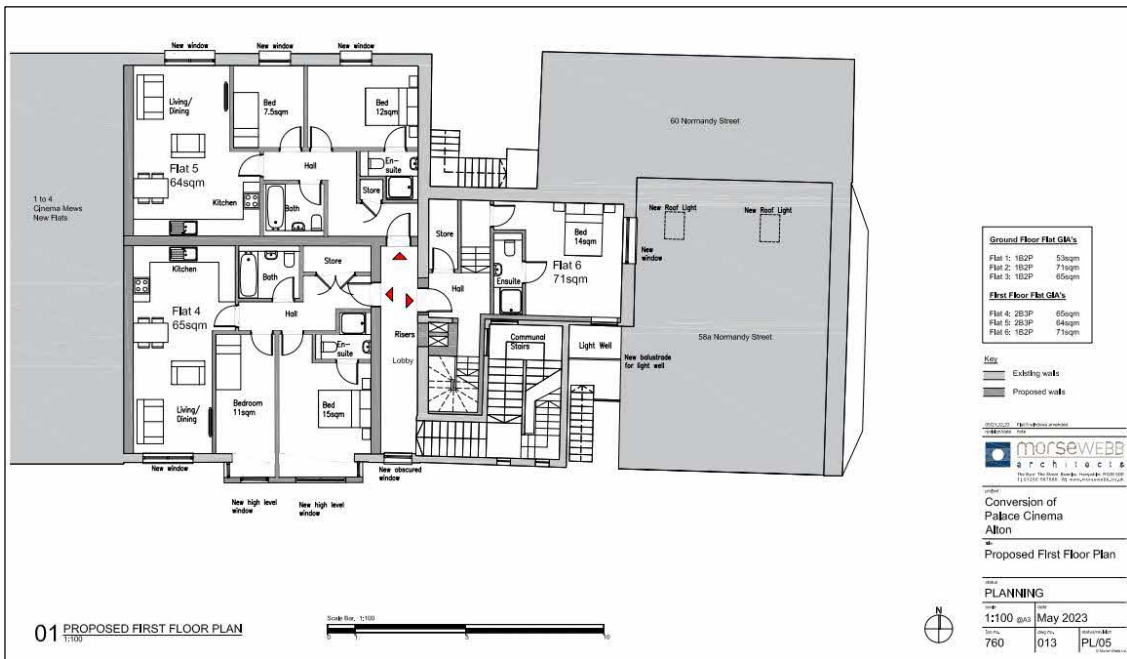 New window
New window
New window
Living/
Dining
Bed
7.5sqm
Bed
12sqm
Flat 5
64sqm
Hall
En-
suite
Store
Kitchen
Bath
1 to 4
Cinema Mews
New Flats
60 Normandy Street
New Roof Light
New Roof Light
Store
Bed
14sqm
New
window
Flat 6
71sqm
Ensuite
Hall
Kitchen
Bath
Store
Flat 4
65sqm
Hall
En-
suite
Risers
Lobby
Communal
Stairs
Light Well
New balustrade
for light well
58a Normandy Street
Living/
Dining
Bedroom
11sqm
Bed
15sqm
New window
New obscured
window
New high level
window
New high level
window
Ground Floor Flat GIA's
Flat 1: 1B2P 53sqm
Flat 2: 1B2P 71sqm
Flat 3: 1B2P 65sqm
First Floor Flat GIA's
Flat 4: 2B3P 65sqm
Flat 5: 2B3P 64sqm
Flat 6: 1B2P 71sqm
Key
Existing walls
Proposed walls
morseWEBB
architects
Conversion of
Palace Cinema
Alton
Proposed First Floor Plan
status
PLANNING
scale date
1:100 @A3 May 2023
760 013 PL/05
N
01 PROPOSED FIRST FLOOR PLAN
1:100
Scale Bar, 1:100
0 1 5 10